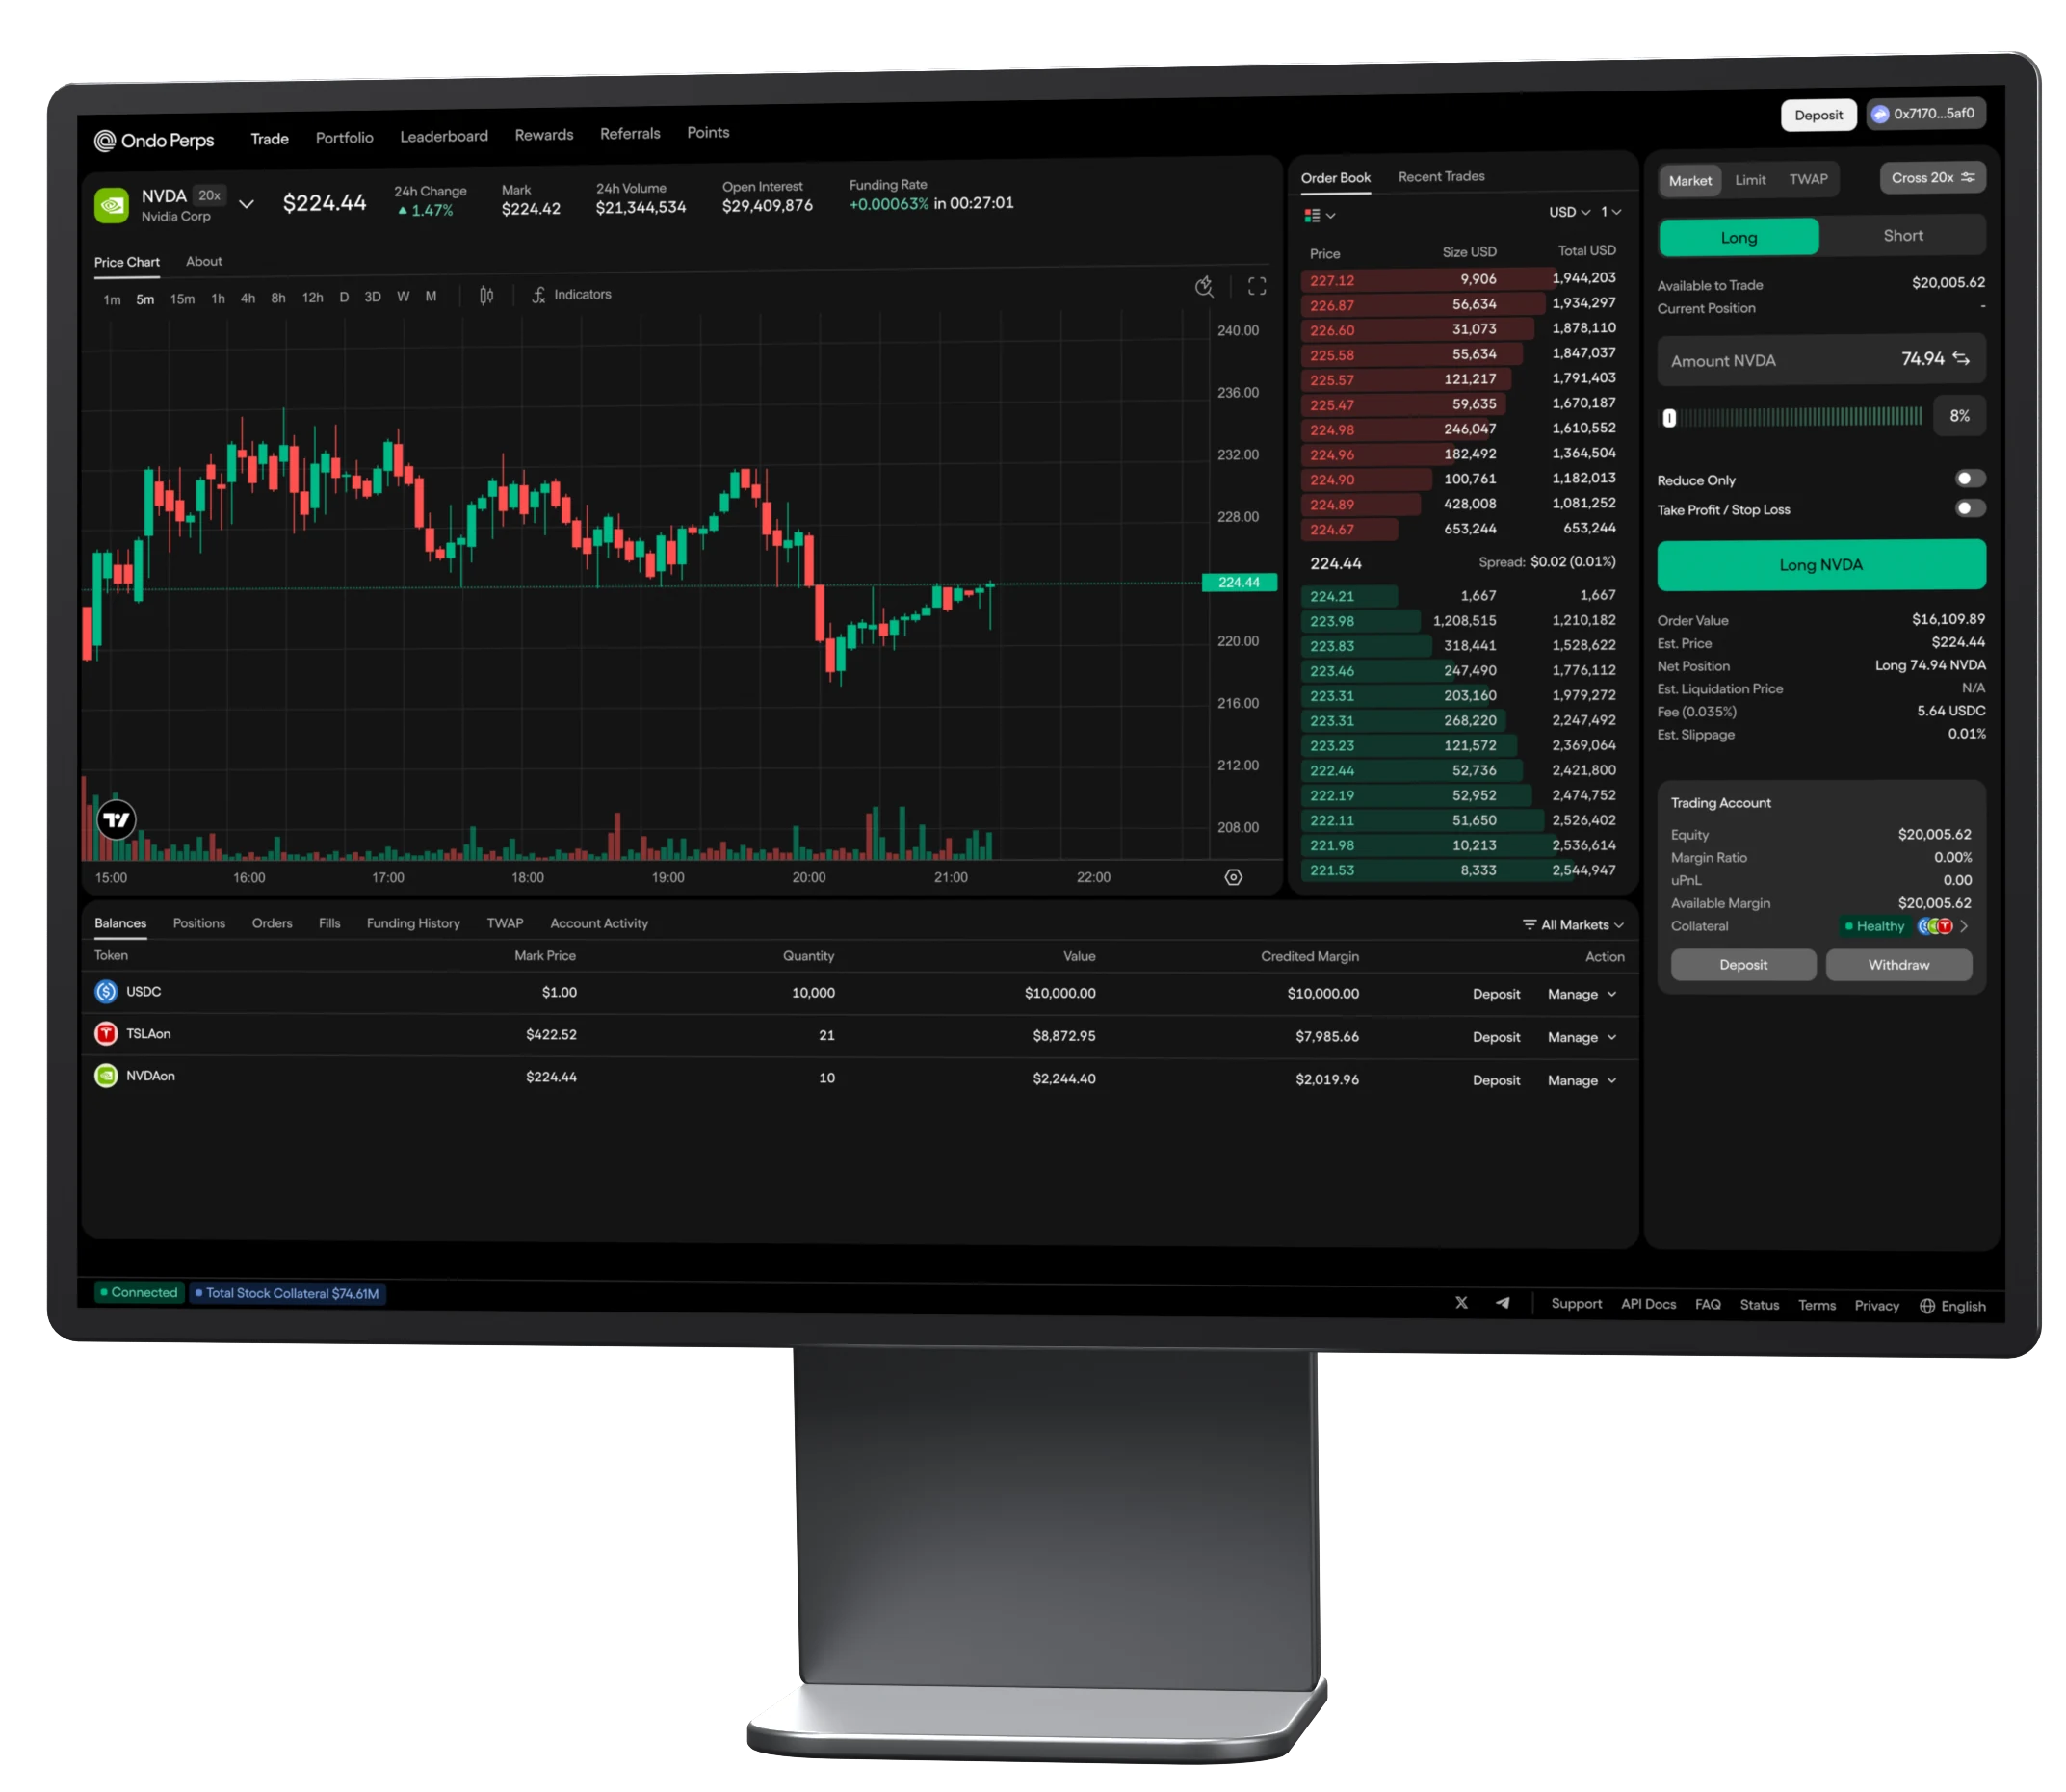 Ondo Perps Trade Portfolio Leaderboard Rewards Referrals Points Deposit 0x7170...5af0
NVDA 20x
Nvidia Corp
$224.44
24h Change
1.47%
Mark
$224.42
24h Volume
$21,344,534
Open Interest
$29,409,876
Funding Rate
+0.00063% in 00:27:01
Price Chart About
1m 5m 15m 1h 4h 8h 12h D 3D W M Indicators
240.00
236.00
232.00
228.00
224.44
220.00
216.00
212.00
208.00
15:00 16:00 17:00 18:00 19:00 20:00 21:00 22:00
Order Book Recent Trades
USD 1
Price Size USD Total USD
227.12 9,906 1,944,203
226.87 56,634 1,934,297
226.60 31,073 1,878,110
225.58 55,634 1,847,037
225.57 121,217 1,791,403
225.47 59,635 1,670,187
224.98 246,047 1,610,552
224.96 182,492 1,364,504
224.90 100,761 1,182,013
224.89 428,008 1,081,252
224.67 653,244 653,244
224.44 Spread: $0.02 (0.01%)
224.21 1,667 1,667
223.98 1,208,515 1,210,182
223.83 318,441 1,528,622
223.46 247,490 1,776,112
223.31 203,160 1,979,272
223.31 268,220 2,247,492
223.23 121,572 2,369,064
222.44 52,736 2,421,800
222.19 52,952 2,474,752
222.11 51,650 2,526,402
221.98 10,213 2,536,614
221.53 8,333 2,544,947
Market Limit TWAP Cross 20x
Long Short
Available to Trade $20,005.62
Current Position -
Amount NVDA 74.94
8%
Reduce Only
Take Profit / Stop Loss
Long NVDA
Order Value $16,109.89
Est. Price $224.44
Net Position Long 74.94 NVDA
Est. Liquidation Price N/A
Fee (0.035%) 5.64 USDC
Est. Slippage 0.01%
Trading Account
Equity $20,005.62
Margin Ratio 0.00%
uPnL 0.00
Available Margin $20,005.62
Collateral Healthy
Deposit Withdraw
Balances Positions Orders Fills Funding History TWAP Account Activity All Markets
Token Mark Price Quantity Value Credited Margin Action
USDC $1.00 10,000 $10,000.00 $10,000.00 Deposit Manage
TSLAon $422.52 21 $8,872.95 $7,985.66 Deposit Manage
NVDAon $224.44 10 $2,244.40 $2,019.96 Deposit Manage
Connected Total Stock Collateral $74.61M
Support API Docs FAQ Status Terms Privacy English